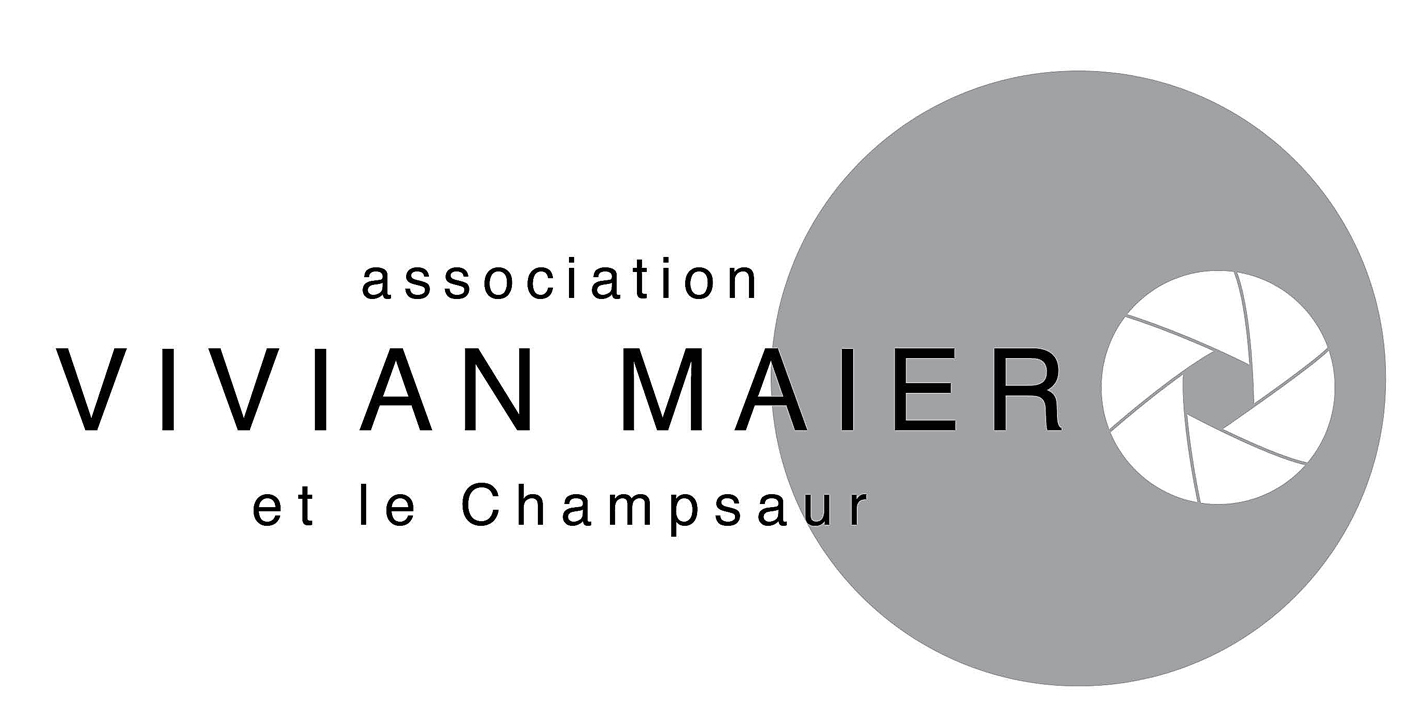 association
VIVIAN MAIER
et le Champsaur